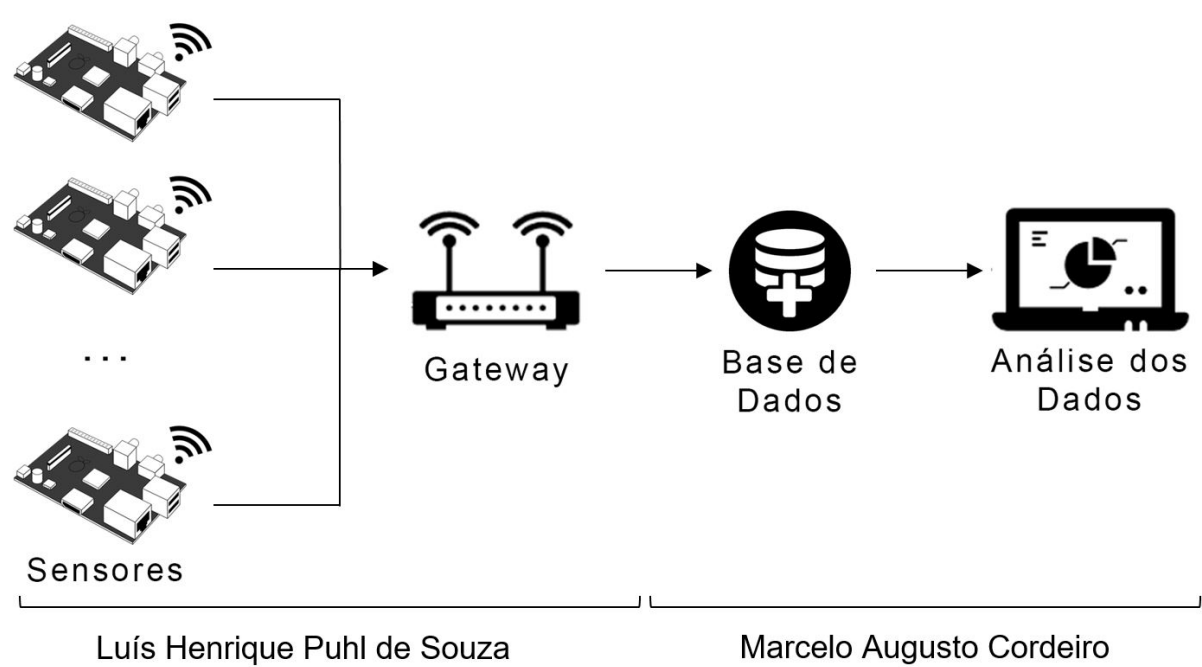 ...
Gateway
Base de
Dados
Análise dos
Dados
Sensores
Luís Henrique Puhl de Souza
Marcelo Augusto Cordeiro